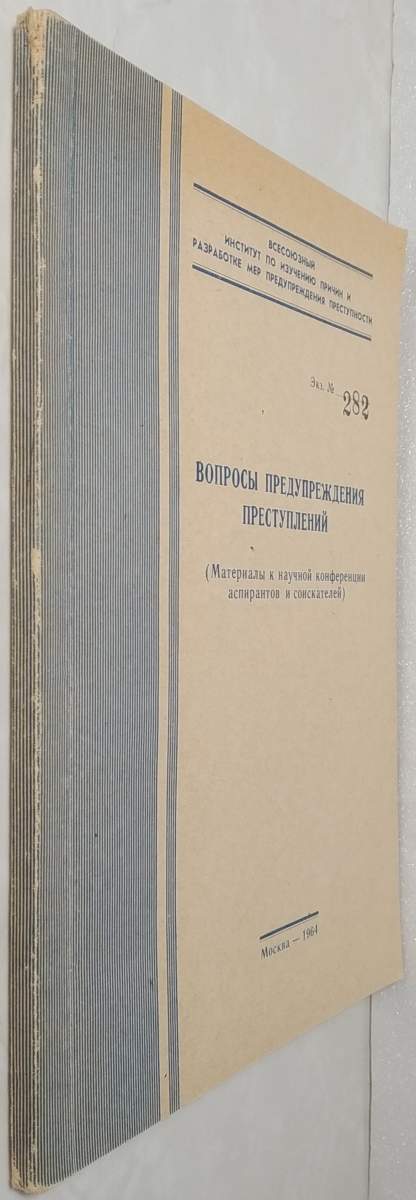 ВСЕСОЮЗНЫЙ
ИНСТИТУТ ПО ИЗУЧЕНИЮ ПРИЧИН И
РАЗРАБОТКЕ МЕР ПРЕДУПРЕЖДЕНИЯ ПРЕСТУПНОСТИ
Экз. № 282
ВОПРОСЫ ПРЕДУПРЕЖДЕНИЯ
ПРЕСТУПЛЕНИЙ
(Материалы к научной конференции
аспирантов и соискателей)
Москва — 1964